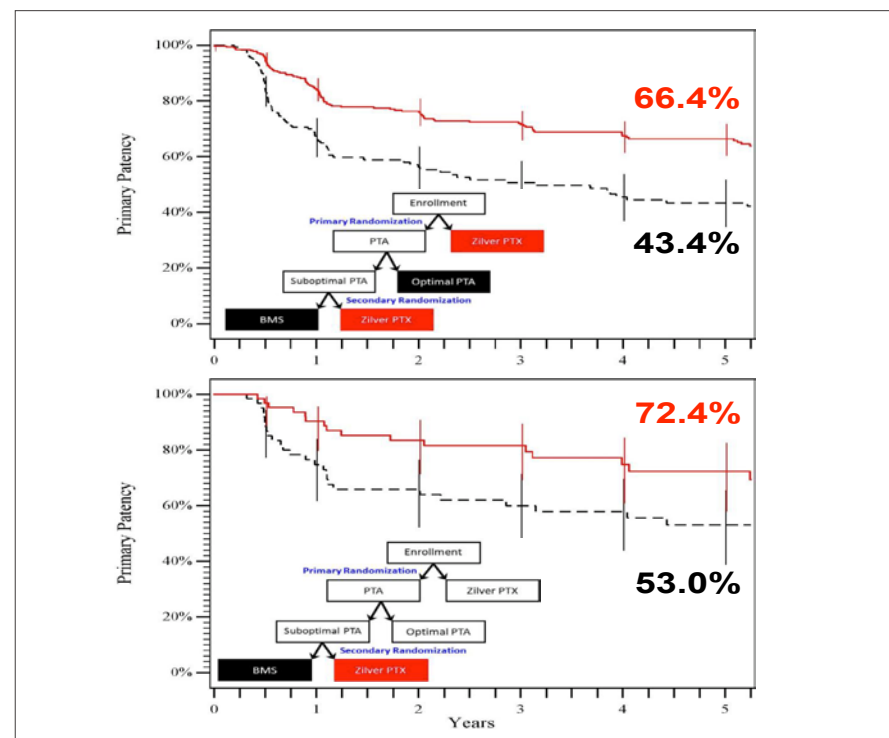 100%
80%
60%
40%
20%
0%
Primary Patency
66.4%
43.4%
Enrollment
Primary Randomization
PTA
Zilver PTX
Suboptimal PTA
Optimal PTA
Secondary Randomization
BMS
Zilver PTX
0 1 2 3 4 5
100%
80%
60%
40%
20%
0%
Primary Patency
72.4%
53.0%
Enrollment
Primary Randomization
PTA
Zilver PTX
Suboptimal PTA
Optimal PTA
Secondary Randomization
BMS
Zilver PTX
0 1 2 3 4 5
Years